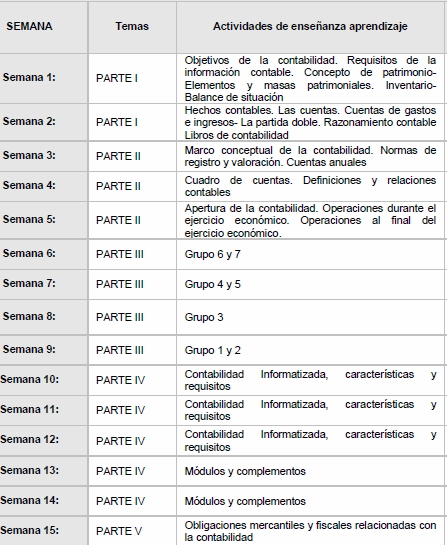 SEMANA Temas Actividades de enseñanza aprendizaje
Semana 1: PARTE I Objetivos de la contabilidad. Requisitos de la
información contable. Concepto de patrimonio-
Elementos y masas patrimoniales. Inventario-
Balance de situación
Semana 2: PARTE I Hechos contables. Las cuentas. Cuentas de gastos
e ingresos- La partida doble. Razonamiento contable
Libros de contabilidad
Semana 3: PARTE II Marco conceptual de la contabilidad. Normas de
registro y valoración. Cuentas anuales
Semana 4: PARTE II Cuadro de cuentas. Definiciones y relaciones
contables
Semana 5: PARTE II Apertura de la contabilidad. Operaciones durante el
ejercicio económico. Operaciones al final del
ejercicio económico.
Semana 6: PARTE III Grupo 6 y 7
Semana 7: PARTE III Grupo 4 y 5
Semana 8: PARTE III Grupo 3
Semana 9: PARTE III Grupo 1 y 2
Semana 10: PARTE IV Contabilidad Informatizada, características y
requisitos
Semana 11: PARTE IV Contabilidad Informatizada, características y
requisitos
Semana 12: PARTE IV Contabilidad Informatizada, características y
requisitos
Semana 13: PARTE IV Módulos y complementos
Semana 14: PARTE IV Módulos y complementos
Semana 15: PARTE V Obligaciones mercantiles y fiscales relacionadas con
la contabilidad